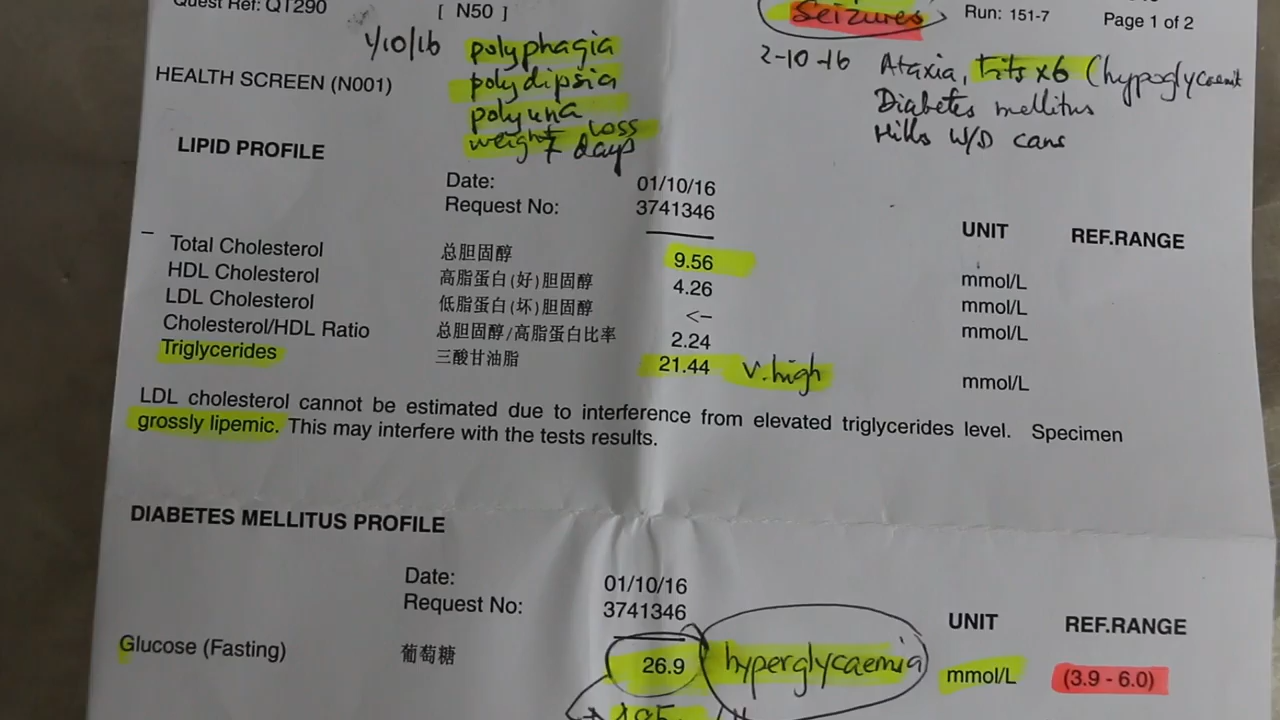 Quest Ref: QT290
[ N50 ]
Seizures
Run: 151-7
Page 1 of 2
1/10/16 polyphagia
polydipsia
polyuria
weight loss
7 days
2-10-16 Ataxia, Fits x6 (hypoglycaemic
Diabetes mellitus
Hills W/D cans
HEALTH SCREEN (N001)
LIPID PROFILE
Date: 01/10/16
Request No: 3741346
UNIT REF.RANGE
Total Cholesterol 总胆固醇 9.56 mmol/L
HDL Cholesterol 高脂蛋白(好)胆固醇 4.26 mmol/L
LDL Cholesterol 低脂蛋白(坏)胆固醇 <- mmol/L
Cholesterol/HDL Ratio 总胆固醇/高脂蛋白比率 2.24
Triglycerides 三酸甘油脂 21.44 v.high mmol/L
LDL cholesterol cannot be estimated due to interference from elevated triglycerides level. Specimen
grossly lipemic. This may interfere with the tests results.
DIABETES MELLITUS PROFILE
Date: 01/10/16
Request No: 3741346
UNIT REF.RANGE
Glucose (Fasting) 葡萄糖 26.9 hyperglycaemia mmol/L (3.9 - 6.0)